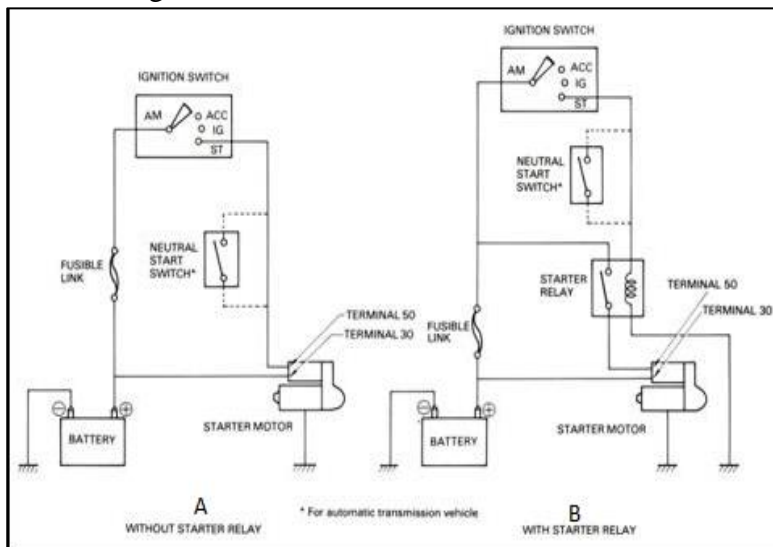 IGNITION SWITCH
AM
ACC
IG
ST
NEUTRAL
START
SWITCH*
FUSIBLE
LINK
TERMINAL 50
TERMINAL 30
BATTERY
STARTER MOTOR
A
WITHOUT STARTER RELAY
* For automatic transmission vehicle
IGNITION SWITCH
AM
ACC
IG
ST
NEUTRAL
START
SWITCH*
STARTER
RELAY
TERMINAL 50
TERMINAL 30
FUSIBLE
LINK
BATTERY
STARTER MOTOR
B
WITH STARTER RELAY